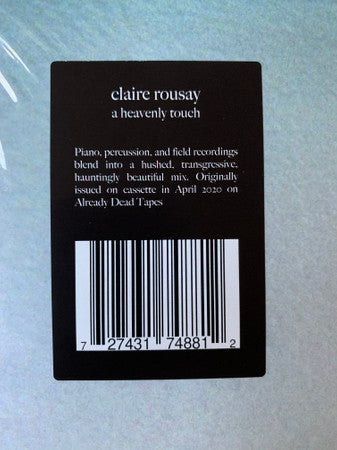 claire rousay
a heavenly touch
Piano, percussion, and field recordings
blend into a hushed, transgressive,
hauntingly beautiful mix. Originally
issued on cassette in April 2020 on
Already Dead Tapes
7 27431 74881 2